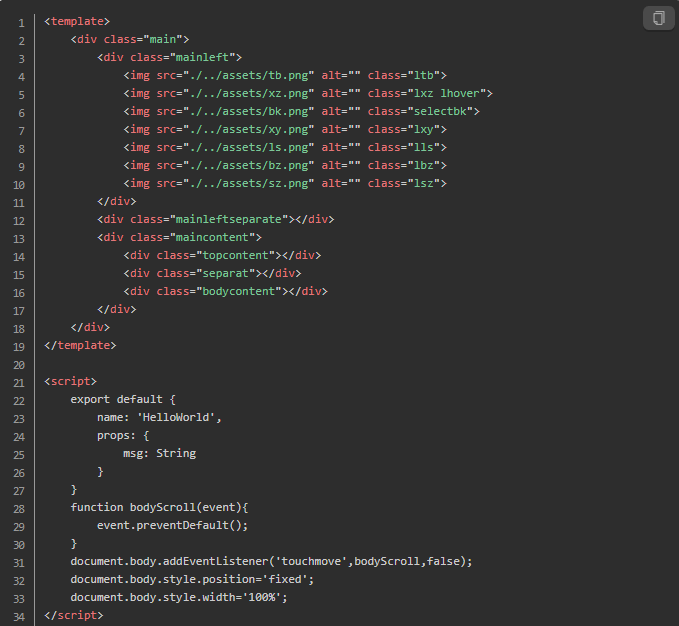 1 <template>
2     <div class="main">
3         <div class="mainleft">
4             <img src="./../assets/tb.png" alt="" class="ltb">
5             <img src="./../assets/xz.png" alt="" class="lxz lhover">
6             <img src="./../assets/bk.png" alt="" class="selectbk">
7             <img src="./../assets/xy.png" alt="" class="lxy">
8             <img src="./../assets/ls.png" alt="" class="lls">
9             <img src="./../assets/bz.png" alt="" class="lbz">
10             <img src="./../assets/sz.png" alt="" class="lsz">
11         </div>
12         <div class="mainleftseparate"></div>
13         <div class="maincontent">
14             <div class="topcontent"></div>
15             <div class="separat"></div>
16             <div class="bodycontent"></div>
17         </div>
18     </div>
19 </template>
20
21 <script>
22     export default {
23         name: 'HelloWorld',
24         props: {
25             msg: String
26         }
27     }
28     function bodyScroll(event){
29         event.preventDefault();
30     }
31     document.body.addEventListener('touchmove',bodyScroll,false);
32     document.body.style.position='fixed';
33     document.body.style.width='100%';
34 </script>